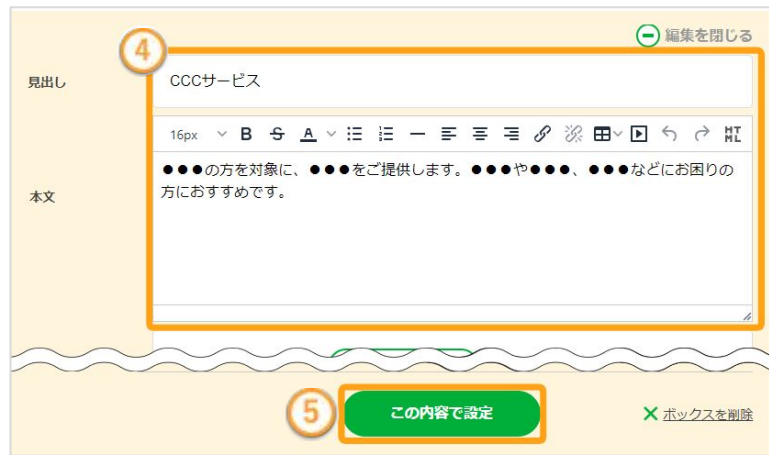 編集を閉じる
4
見出し
CCCサービス
16px B S A HTML
本文
●●●の方を対象に、●●●をご提供します。●●●や●●●、●●●などにお困りの
方におすすめです。
5
この内容で設定
ボックスを削除